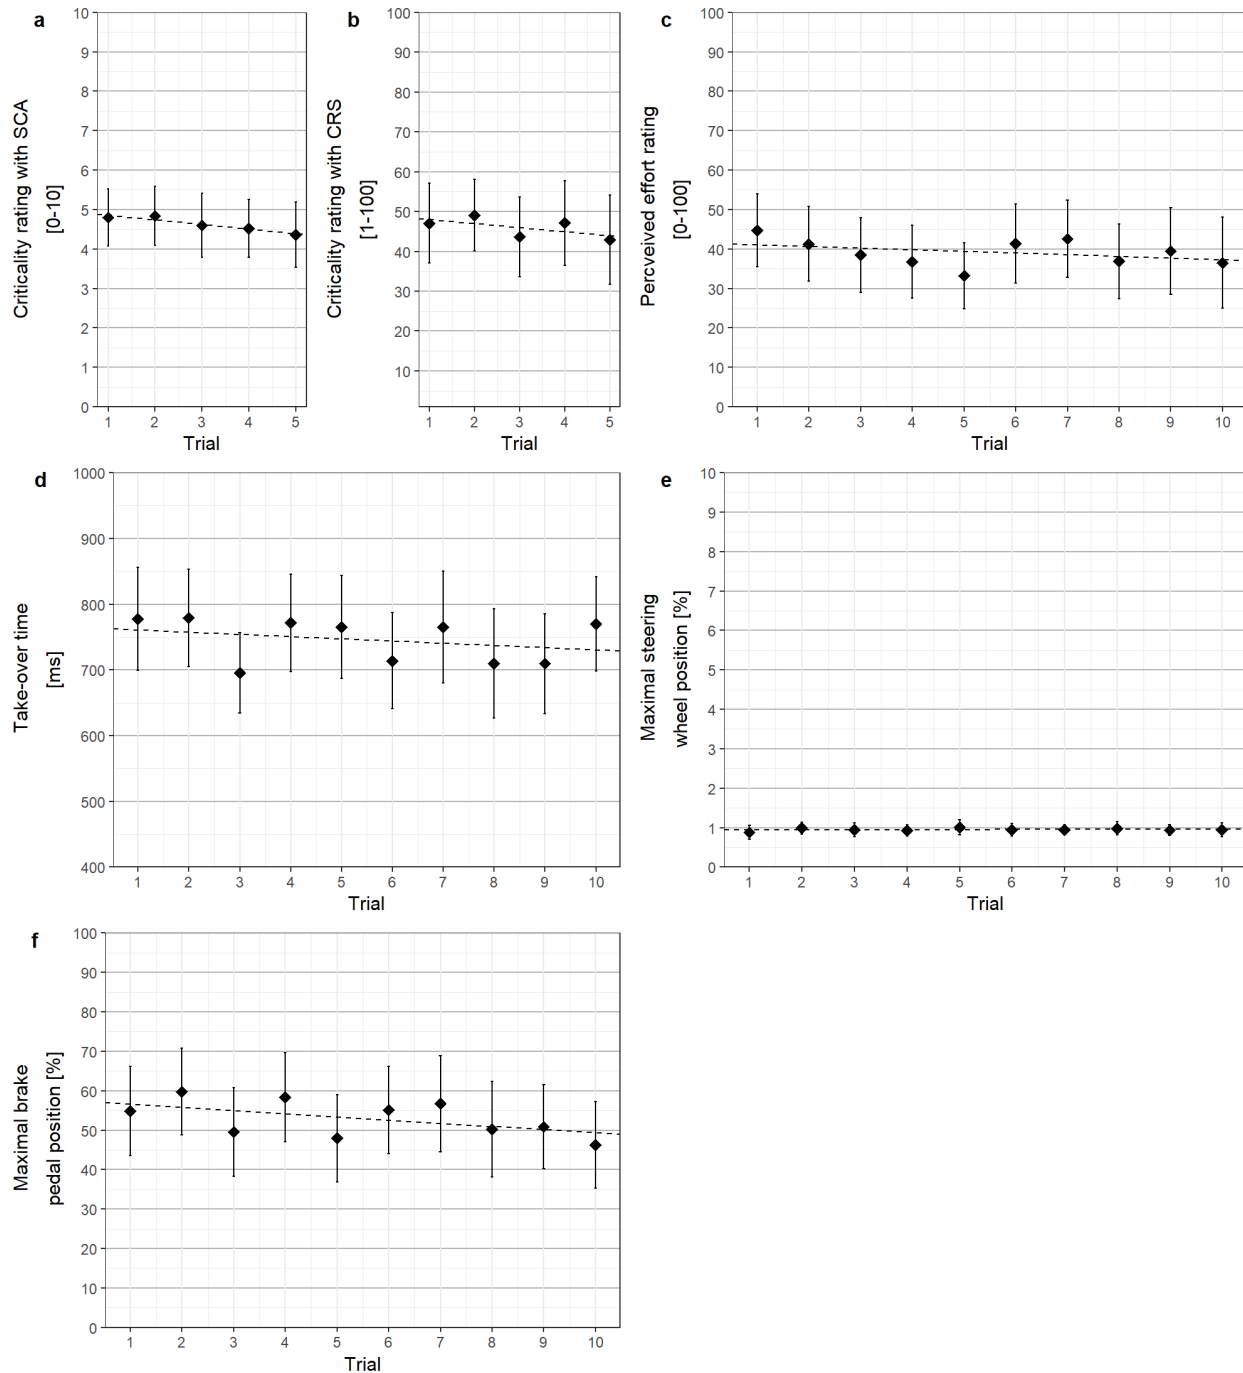 a
Criticality rating with SCA
[0-10]
10
9
8
7
6
5
4
3
2
1
0
1 2 3 4 5
Trial
b
Criticality rating with CRS
[1-100]
100
90
80
70
60
50
40
30
20
10
1 2 3 4 5
Trial
c
Percveived effort rating
[0-100]
100
90
80
70
60
50
40
30
20
10
0
1 2 3 4 5 6 7 8 9 10
Trial
d
Take-over time
[ms]
1000
900
800
700
600
500
400
1 2 3 4 5 6 7 8 9 10
Trial
e
Maximal steering
wheel position [%]
10
9
8
7
6
5
4
3
2
1
0
1 2 3 4 5 6 7 8 9 10
Trial
f
Maximal brake
pedal position [%]
100
90
80
70
60
50
40
30
20
10
0
1 2 3 4 5 6 7 8 9 10
Trial